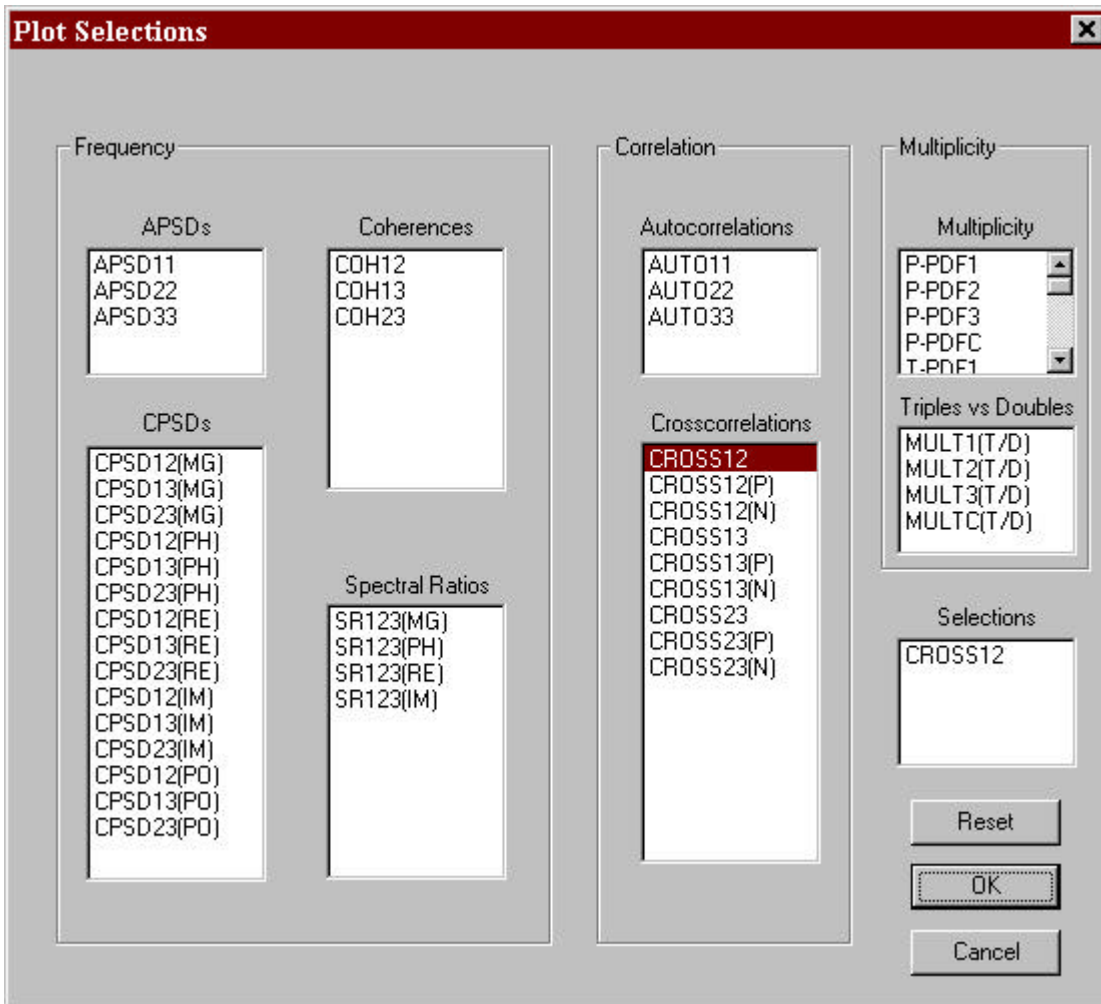 Plot Selections
Frequency
APSDs
APSD11
APSD22
APSD33
CPSDs
CPSD12(MG)
CPSD13(MG)
CPSD23(MG)
CPSD12(PH)
CPSD13(PH)
CPSD23(PH)
CPSD12(RE)
CPSD13(RE)
CPSD23(RE)
CPSD12(IM)
CPSD13(IM)
CPSD23(IM)
CPSD12(PO)
CPSD13(PO)
CPSD23(PO)
Coherences
COH12
COH13
COH23
Spectral Ratios
SR123(MG)
SR123(PH)
SR123(RE)
SR123(IM)
Correlation
Autocorrelations
AUTO11
AUTO22
AUTO33
Crosscorrelations
CROSS12
CROSS12(P)
CROSS12(N)
CROSS13
CROSS13(P)
CROSS13(N)
CROSS23
CROSS23(P)
CROSS23(N)
Multiplicity
Multiplicity
P-PDF1
P-PDF2
P-PDF3
P-PDFC
T-PDF1
Triples vs Doubles
MULT1(T/D)
MULT2(T/D)
MULT3(T/D)
MULTC(T/D)
Selections
CROSS12
Reset
OK
Cancel